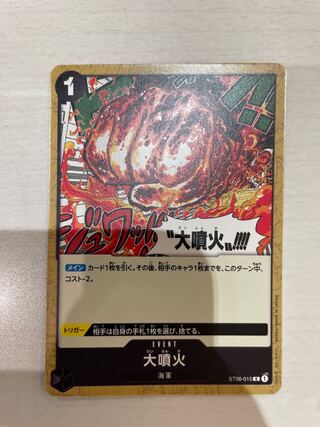 1
ジュワッ
"大噴火"!!!!
メイン カード1枚を引く。その後、相手のキャラ1枚までを、このターン中、
コスト-2。
トリガー 相手は自身の手札1枚を選び、捨てる。
EVENT
大噴火
海軍
ST06-015 C 1